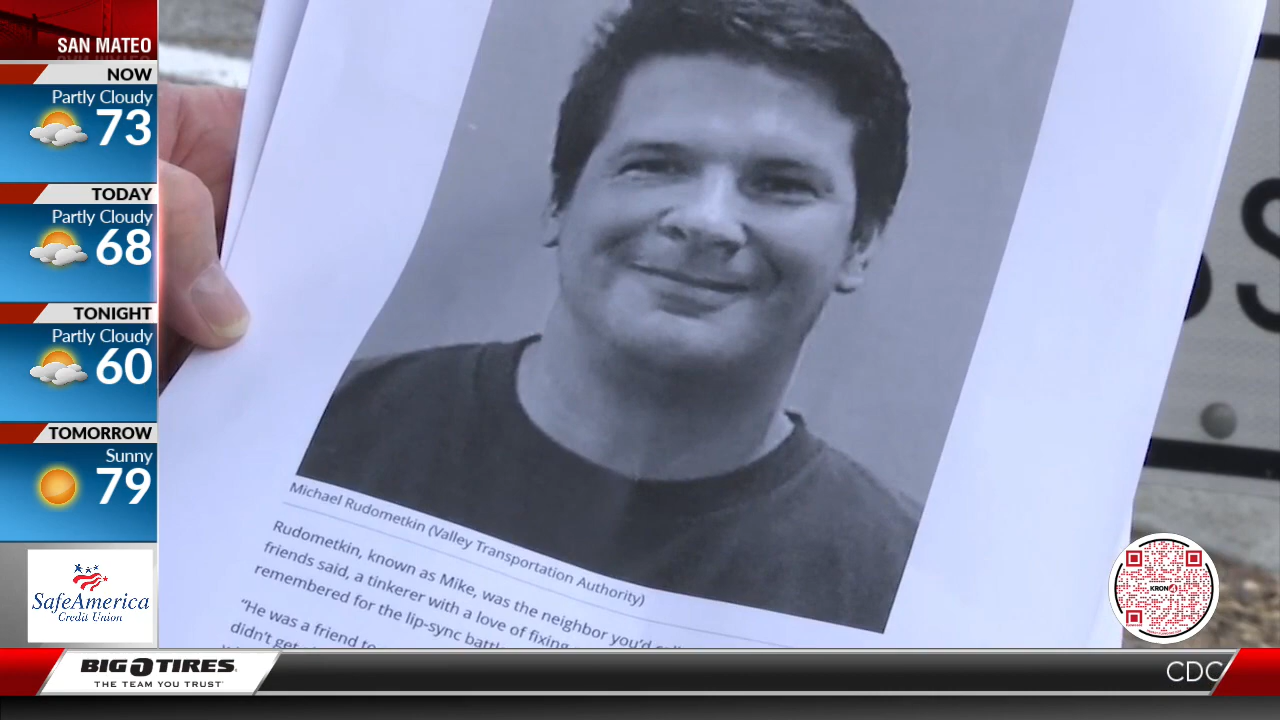 SAN MATEO
NOW
Partly Cloudy
73
TODAY
Partly Cloudy
68
TONIGHT
Partly Cloudy
60
TOMORROW
Sunny
79
SafeAmerica
Credit Union
Michael Rudometkin (Valley Transportation Authority)
Rudometkin, known as Mike, was the neighbor you'd
friends said, a tinkerer with a love of fixing
remembered for the lip-sync
"He was a friend to
didn't get
KRON4
BIG O TIRES
THE TEAM YOU TRUST
CDC